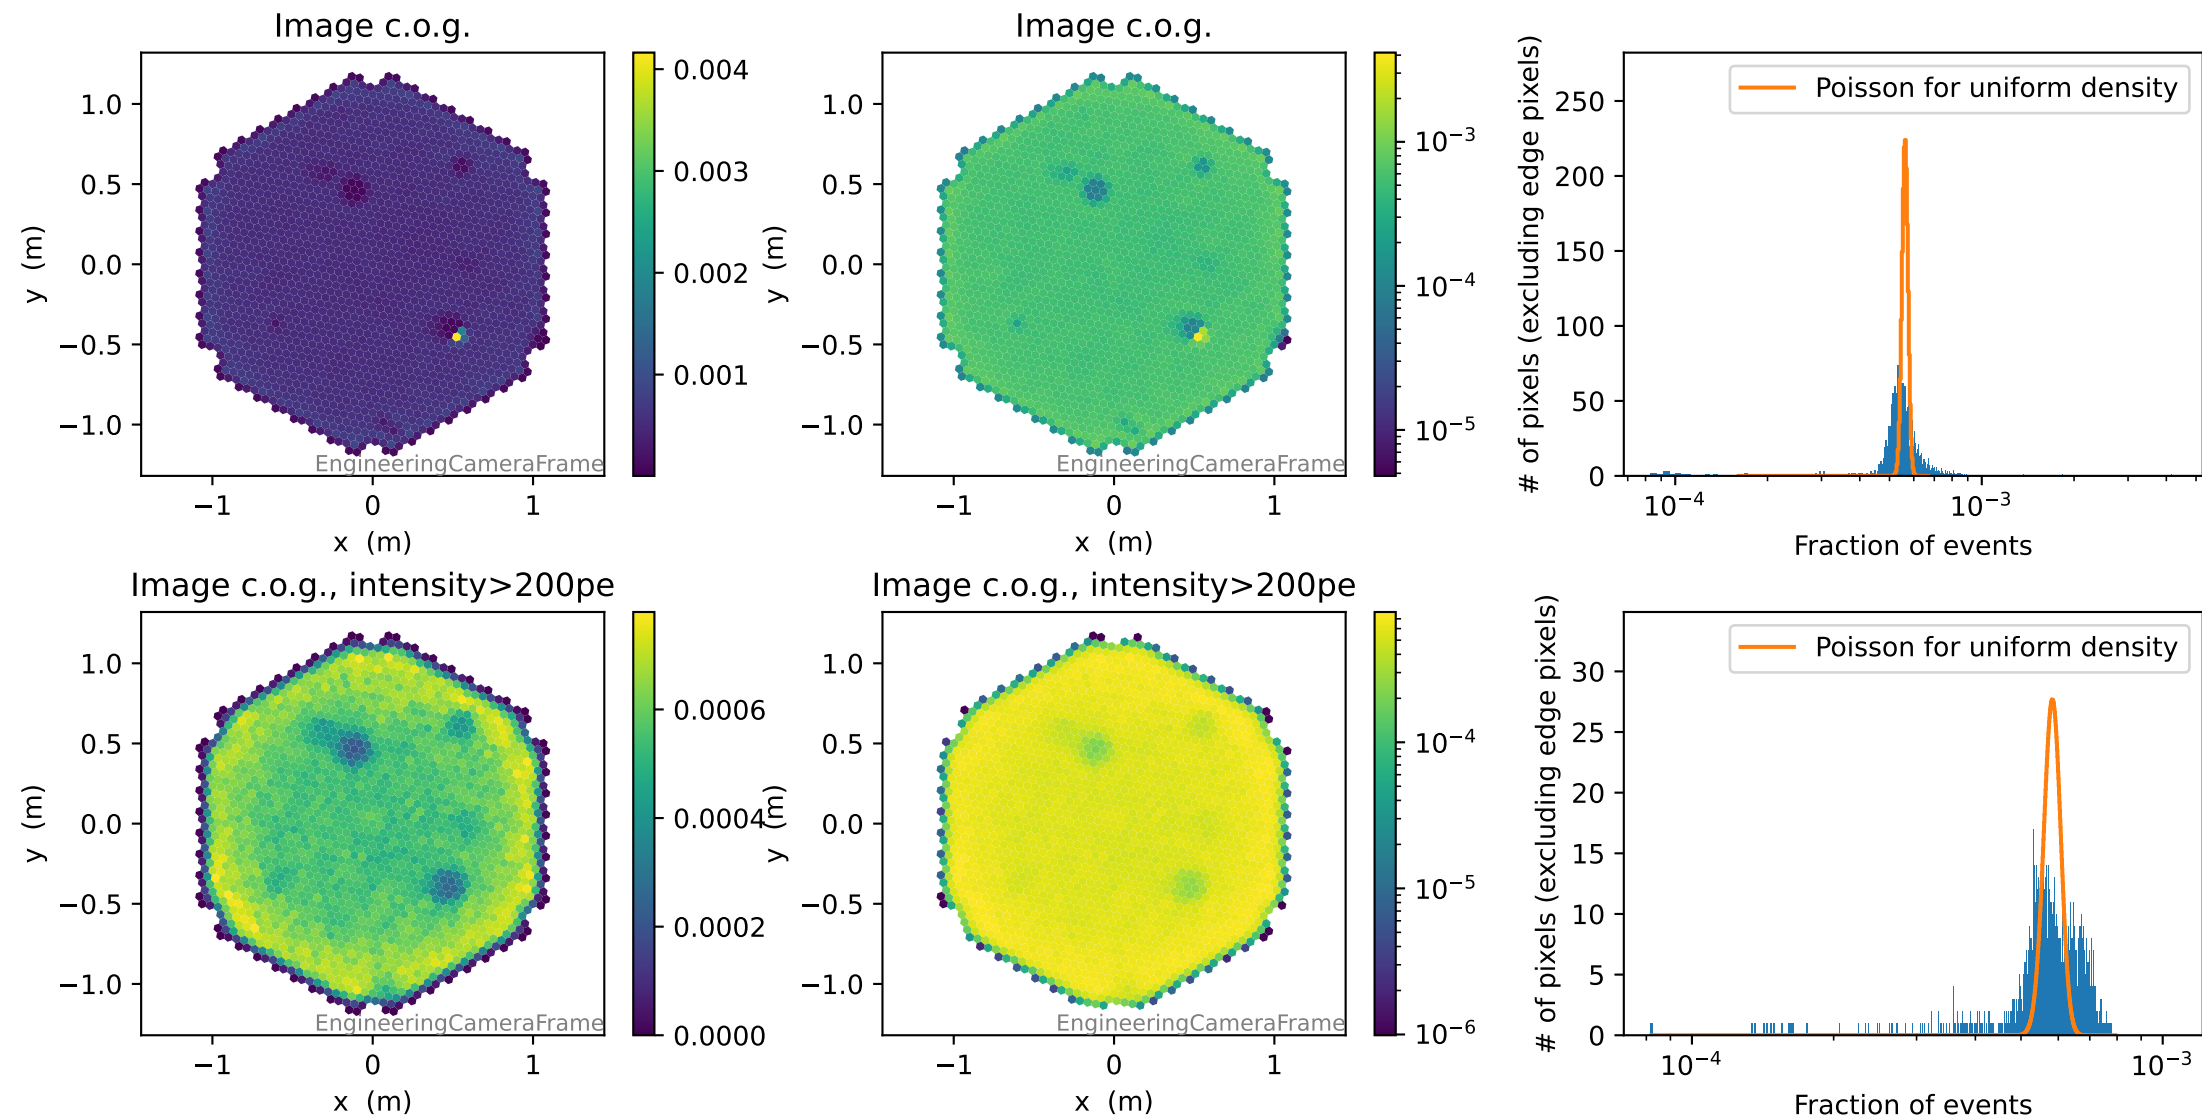 Image c.o.g.
1.0
0.5
0.0
−0.5
−1.0
y (m)
−1
0
1
x (m)
EngineeringCameraFrame
0.004
0.003
0.002
0.001
Image c.o.g.
1.0
0.5
0.0
−0.5
−1.0
y (m)
−1
0
1
x (m)
EngineeringCameraFrame
10⁻³
10⁻⁴
10⁻⁵
Poisson for uniform density
250
200
150
100
50
0
# of pixels (excluding edge pixels)
10⁻⁴
10⁻³
Fraction of events
Image c.o.g., intensity>200pe
1.0
0.5
0.0
−0.5
−1.0
y (m)
−1
0
1
x (m)
EngineeringCameraFrame
0.0006
0.0004
0.0002
0.0000
Image c.o.g., intensity>200pe
1.0
0.5
0.0
−0.5
−1.0
y (m)
−1
0
1
x (m)
EngineeringCameraFrame
10⁻⁴
10⁻⁵
10⁻⁶
Poisson for uniform density
30
25
20
15
10
5
0
# of pixels (excluding edge pixels)
10⁻⁴
10⁻³
Fraction of events